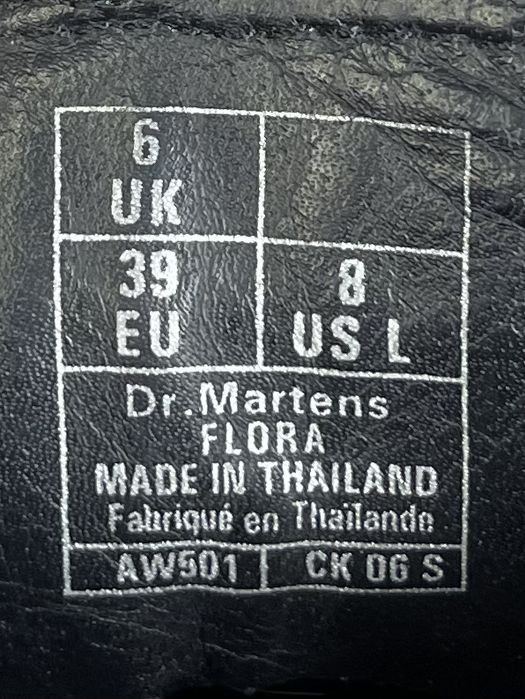 6
UK
39
EU
8
US L
Dr. Martens
FLORA
MADE IN THAILAND
Fabriqué en Thaïlande
AW501 CK 06 S